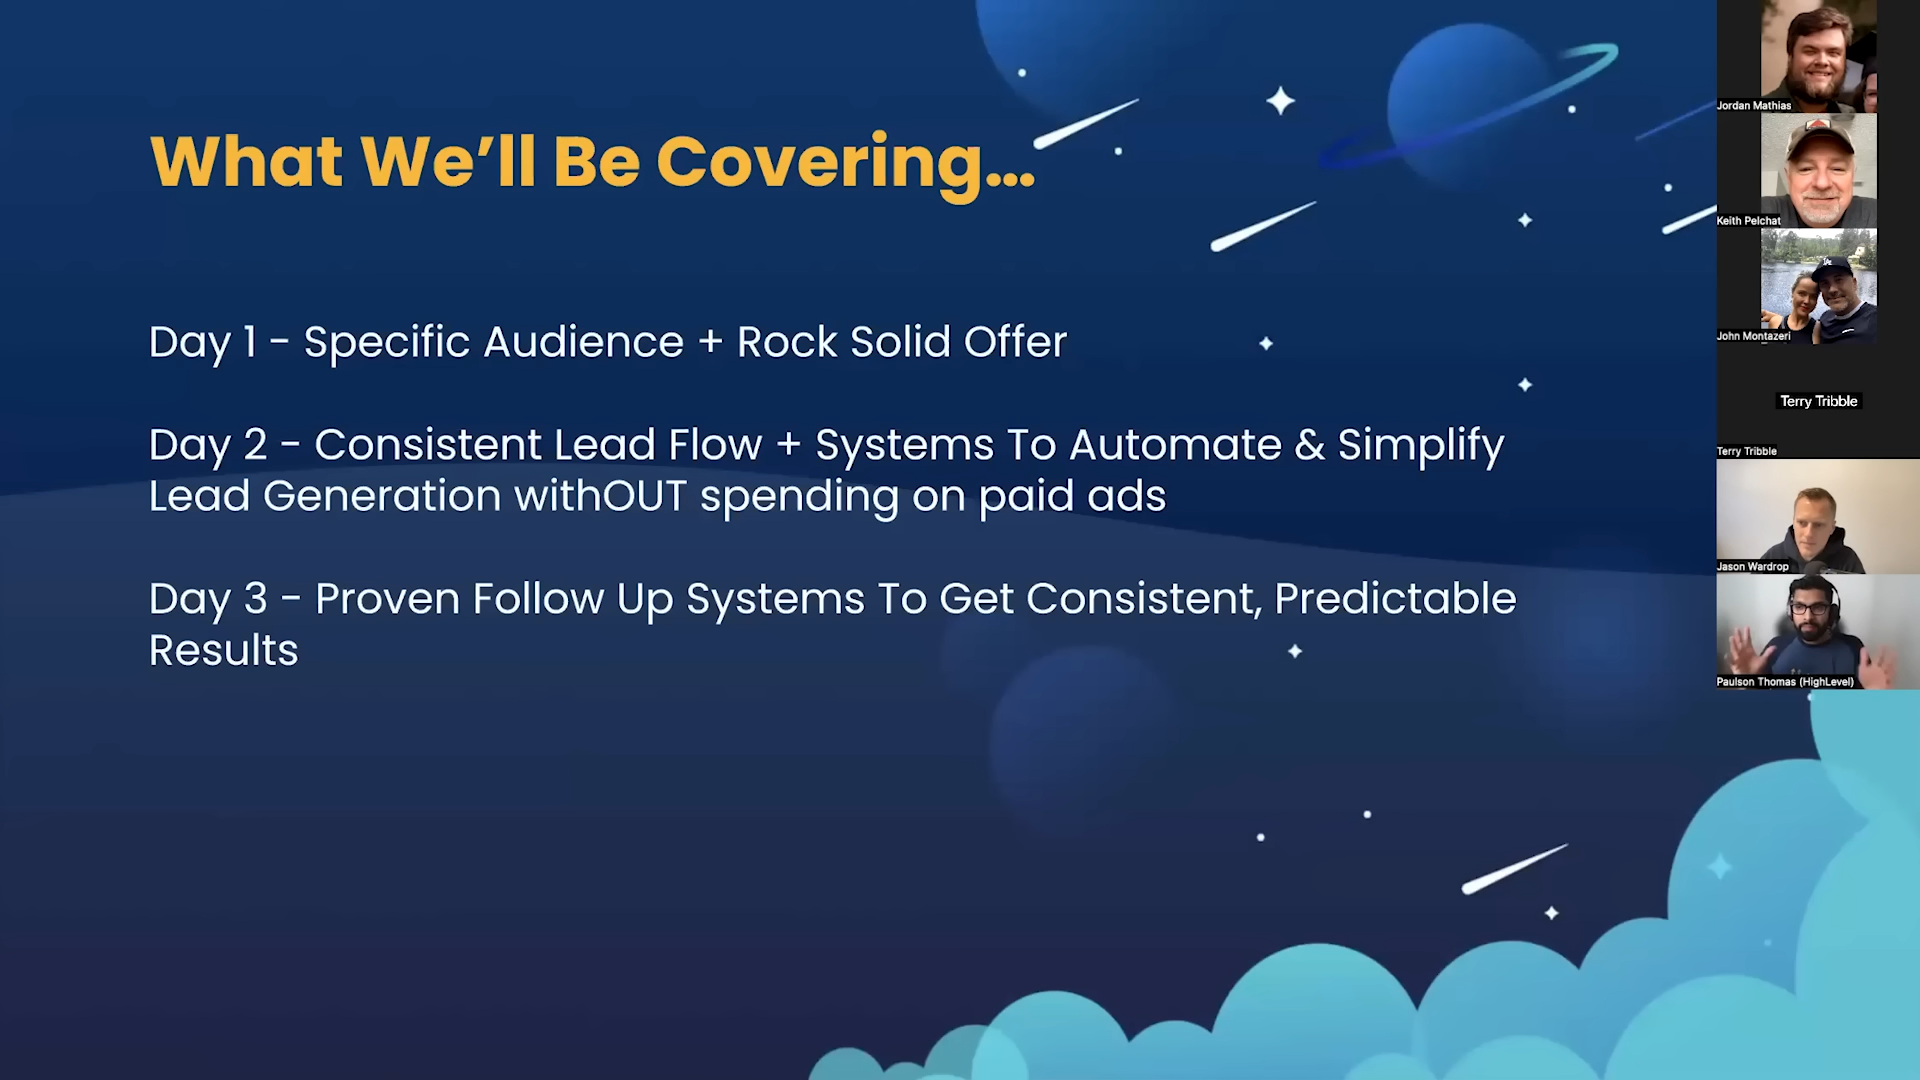 What We’ll Be Covering...
Day 1 - Specific Audience + Rock Solid Offer
Day 2 - Consistent Lead Flow + Systems To Automate & Simplify
Lead Generation withOUT spending on paid ads
Day 3 - Proven Follow Up Systems To Get Consistent, Predictable
Results
Jordan Mathias
Keith Pelchat
John Montazeri
Terry Tribble
Terry Tribble
Jason Wardrop
Paulson Thomas (HighLevel)